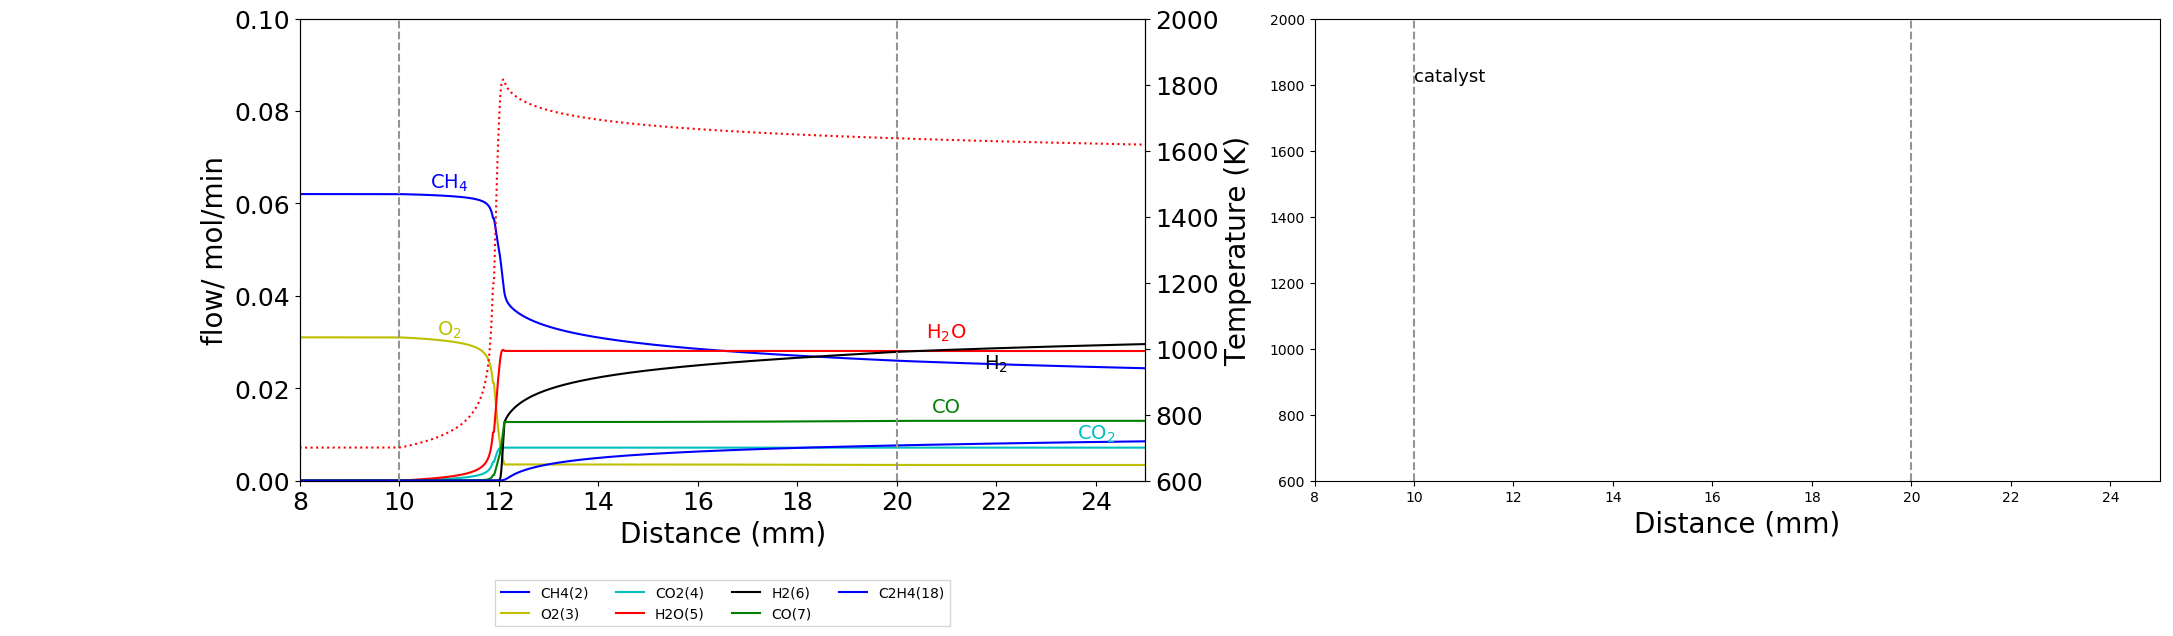 0.10
0.08
0.06
0.04
0.02
0.00
flow/ mol/min
8 10 12 14 16 18 20 22 24
Distance (mm)
2000
1800
1600
1400
1200
1000
800
600
Temperature (K)
CH₄
O₂
H₂O
H₂
CO
CO₂
CH4(2) CO2(4) H2(6) C2H4(18)
O2(3) H2O(5) CO(7)
2000
1800
1600
1400
1200
1000
800
600
catalyst
8 10 12 14 16 18 20 22 24
Distance (mm)